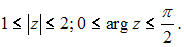 1 ≤ |z| ≤ 2; 0 ≤ arg z ≤ π/2.